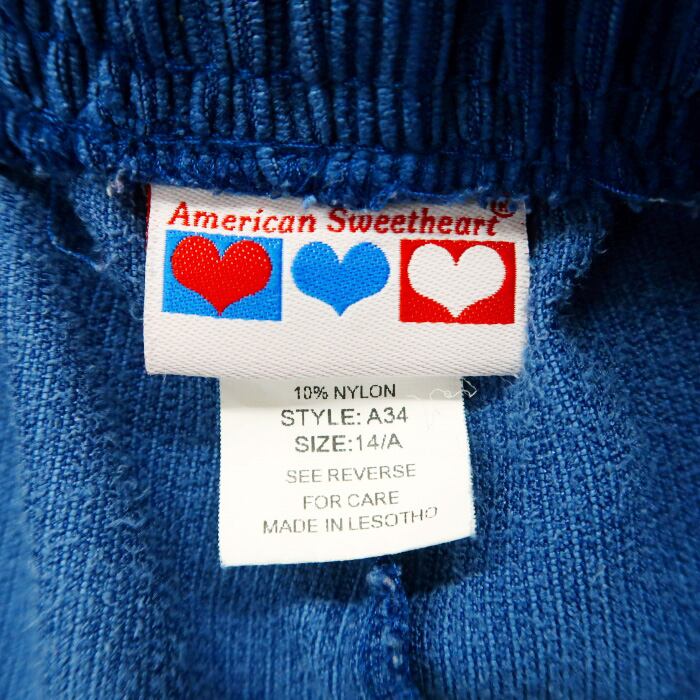 American Sweetheart®
10% NYLON
STYLE: A34
SIZE:14/A
SEE REVERSE
FOR CARE
MADE IN LESOTHO